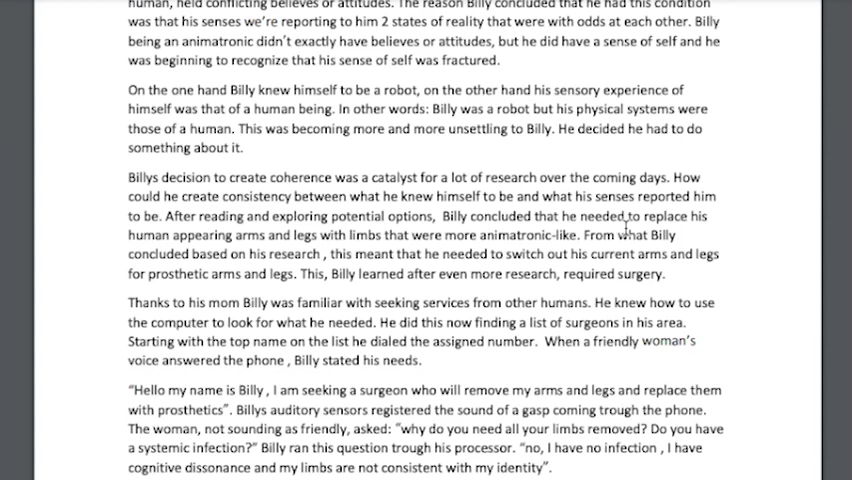 human, held conflicting believes or attitudes. The reason Billy concluded that he had this condition
was that his senses we're reporting to him 2 states of reality that were with odds at each other. Billy
being an animatronic didn't exactly have believes or attitudes, but he did have a sense of self and he
was beginning to recognize that his sense of self was fractured.
On the one hand Billy knew himself to be a robot, on the other hand his sensory experience of
himself was that of a human being. In other words: Billy was a robot but his physical systems were
those of a human. This was becoming more and more unsettling to Billy. He decided he had to do
something about it.
Billys decision to create coherence was a catalyst for a lot of research over the coming days. How
could he create consistency between what he knew himself to be and what his senses reported him
to be. After reading and exploring potential options,  Billy concluded that he needed to replace his
human appearing arms and legs with limbs that were more animatronic-like. From what Billy
concluded based on his research , this meant that he needed to switch out his current arms and legs
for prosthetic arms and legs. This, Billy learned after even more research, required surgery.
Thanks to his mom Billy was familiar with seeking services from other humans. He knew how to use
the computer to look for what he needed. He did this now finding a list of surgeons in his area.
Starting with the top name on the list he dialed the assigned number.  When a friendly woman's
voice answered the phone , Billy stated his needs.
"Hello my name is Billy , I am seeking a surgeon who will remove my arms and legs and replace them
with prosthetics". Billys auditory sensors registered the sound of a gasp coming trough the phone.
The woman, not sounding as friendly, asked: "why do you need all your limbs removed? Do you have
a systemic infection?" Billy ran this question trough his processor. "no, I have no infection , I have
cognitive dissonance and my limbs are not consistent with my identity".